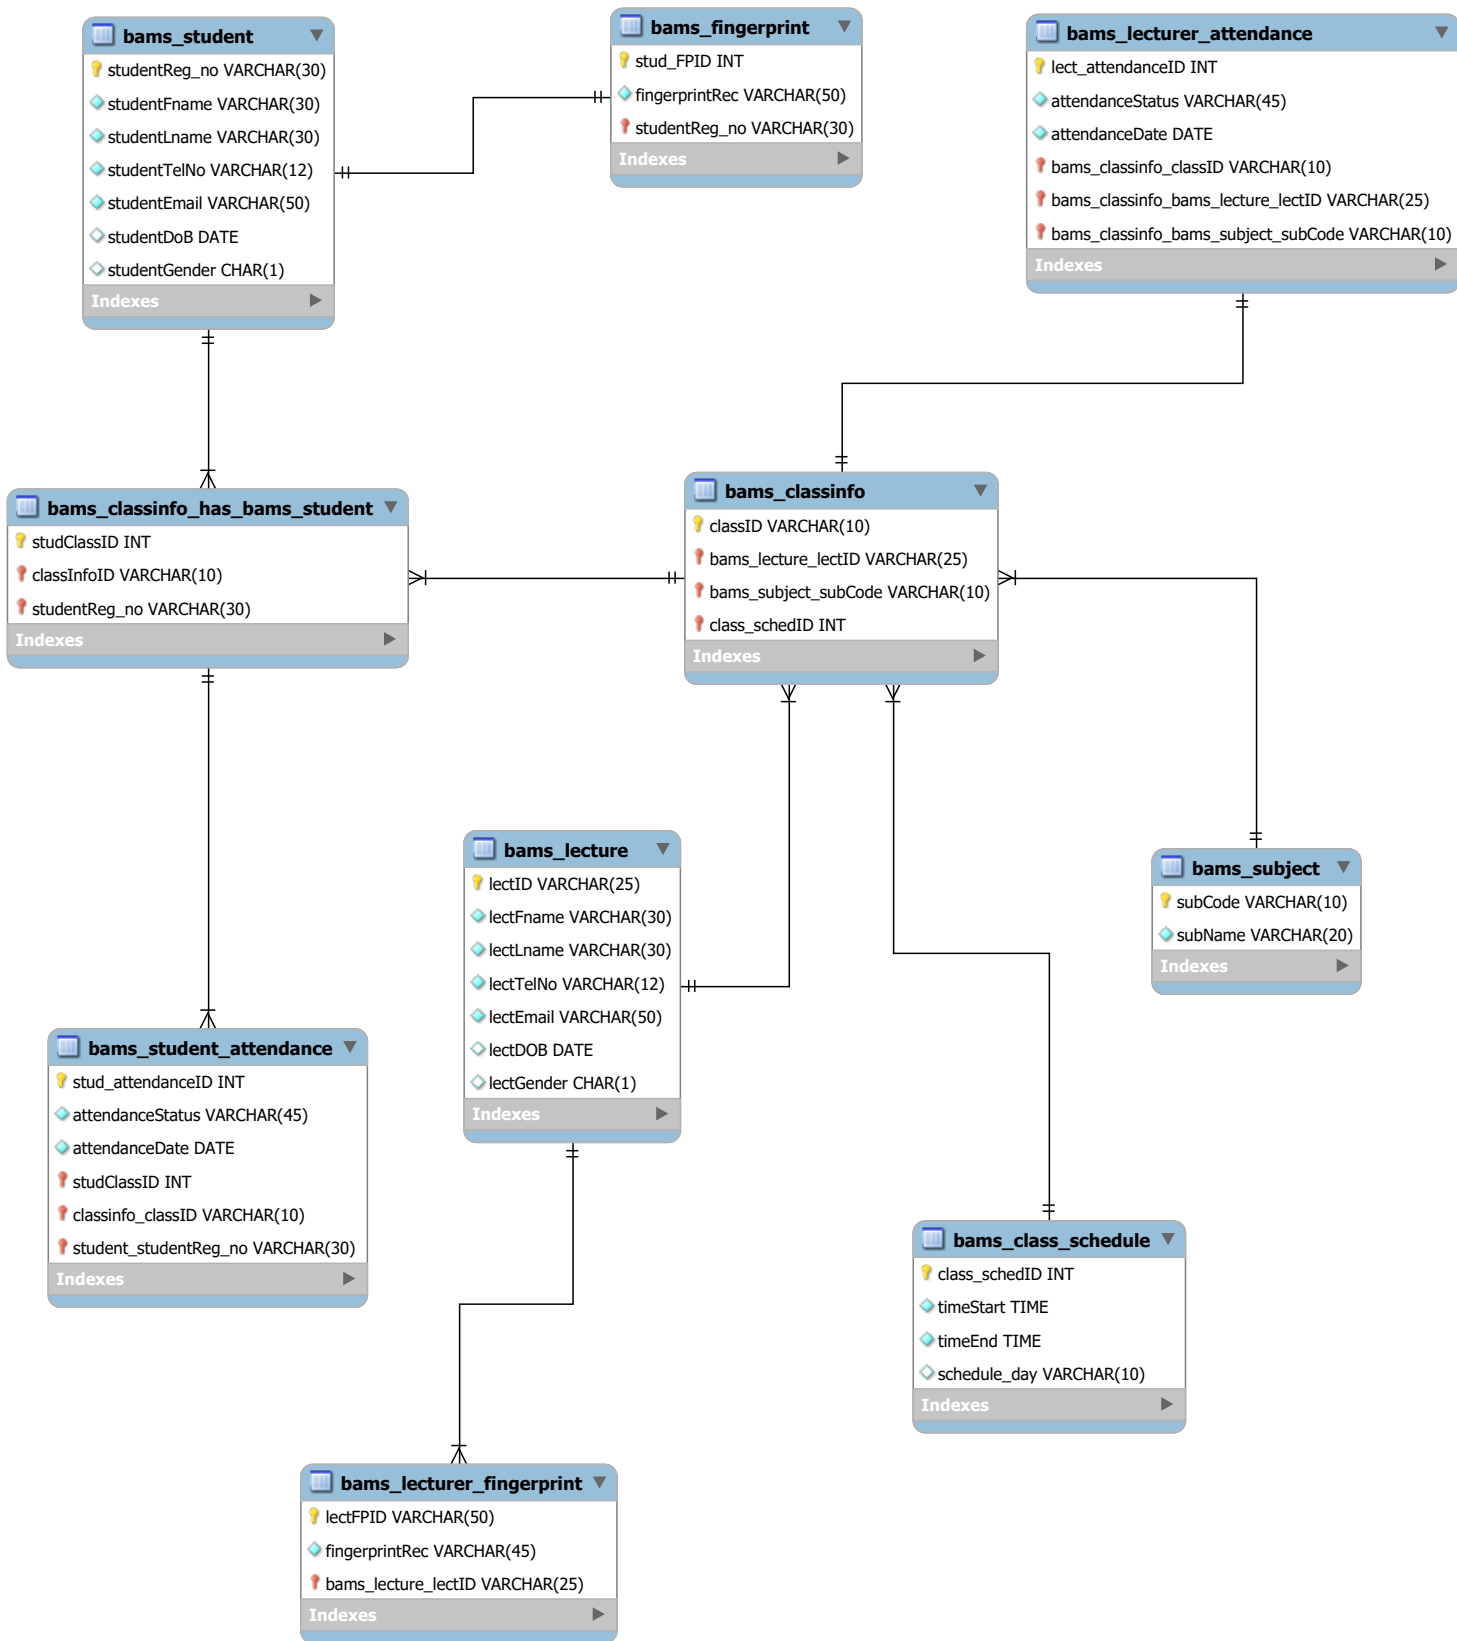 bams_student
studentReg_no VARCHAR(30)
studentFname VARCHAR(30)
studentLname VARCHAR(30)
studentTelNo VARCHAR(12)
studentEmail VARCHAR(50)
studentDoB DATE
studentGender CHAR(1)
Indexes
bams_fingerprint
stud_FPID INT
fingerprintRec VARCHAR(50)
studentReg_no VARCHAR(30)
Indexes
bams_lecturer_attendance
lect_attendanceID INT
attendanceStatus VARCHAR(45)
attendanceDate DATE
bams_classinfo_classID VARCHAR(10)
bams_classinfo_bams_lecture_lectID VARCHAR(25)
bams_classinfo_bams_subject_subCode VARCHAR(10)
Indexes
bams_classinfo_has_bams_student
studClassID INT
classInfoID VARCHAR(10)
studentReg_no VARCHAR(30)
Indexes
bams_classinfo
classID VARCHAR(10)
bams_lecture_lectID VARCHAR(25)
bams_subject_subCode VARCHAR(10)
class_schedID INT
Indexes
bams_lecture
lectID VARCHAR(25)
lectFname VARCHAR(30)
lectLname VARCHAR(30)
lectTelNo VARCHAR(12)
lectEmail VARCHAR(50)
lectDOB DATE
lectGender CHAR(1)
Indexes
bams_subject
subCode VARCHAR(10)
subName VARCHAR(20)
Indexes
bams_student_attendance
stud_attendanceID INT
attendanceStatus VARCHAR(45)
attendanceDate DATE
studClassID INT
classinfo_classID VARCHAR(10)
student_studentReg_no VARCHAR(30)
Indexes
bams_class_schedule
class_schedID INT
timeStart TIME
timeEnd TIME
schedule_day VARCHAR(10)
Indexes
bams_lecturer_fingerprint
lectFPID VARCHAR(50)
fingerprintRec VARCHAR(45)
bams_lecture_lectID VARCHAR(25)
Indexes